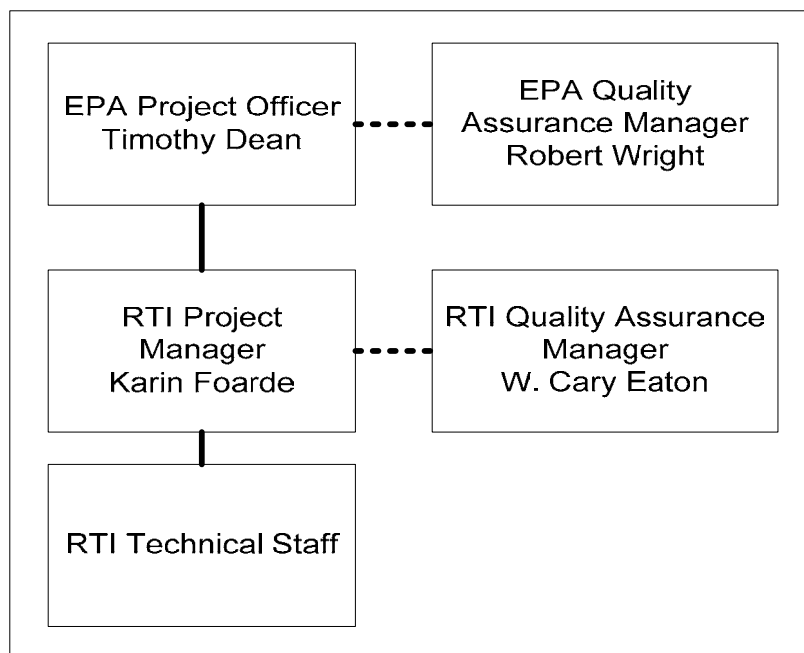 EPA Project Officer
Timothy Dean
EPA Quality
Assurance Manager
Robert Wright
RTI Project
Manager
Karin Foarde
RTI Quality Assurance
Manager
W. Cary Eaton
RTI Technical Staff